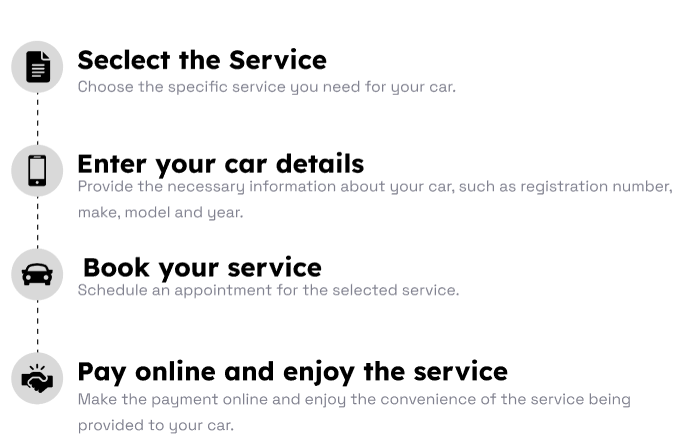 Seclect the Service
Choose the specific service you need for your car.
Enter your car details
Provide the necessary information about your car, such as registration number,
make, model and year.
Book your service
Schedule an appointment for the selected service.
Pay online and enjoy the service
Make the payment online and enjoy the convenience of the service being
provided to your car.